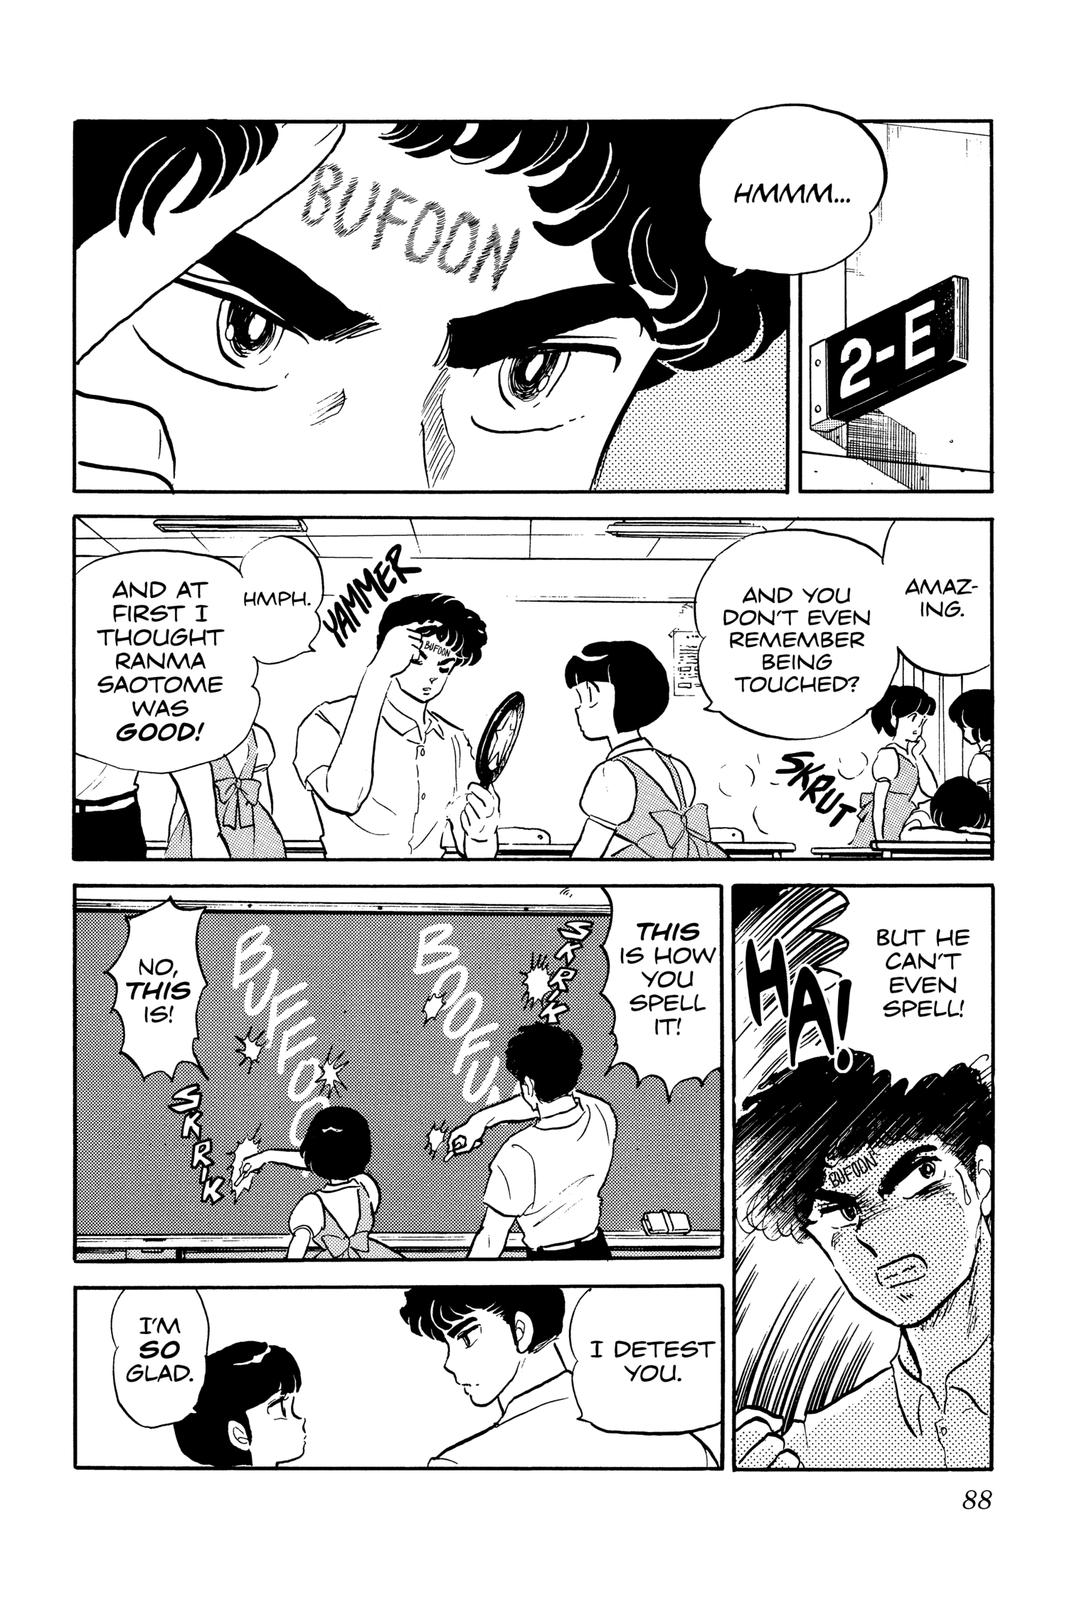 BUFOON
HMMM...
2-E
AND AT
FIRST I
THOUGHT
RANMA
SAOTOME
WAS
GOOD!
HMPH.
YAMMER
BUFOON
AND YOU
DON'T EVEN
REMEMBER
BEING
TOUCHED?
AMAZ-
ING.
SKRUT
NO,
THIS
IS!
BUFFOO
SKRIK
BOOFU
SKRIK
THIS
IS HOW
YOU
SPELL
IT!
HA!
BUT HE
CAN'T
EVEN
SPELL!
BUFOON
I'M
SO
GLAD.
I DETEST
YOU.
88